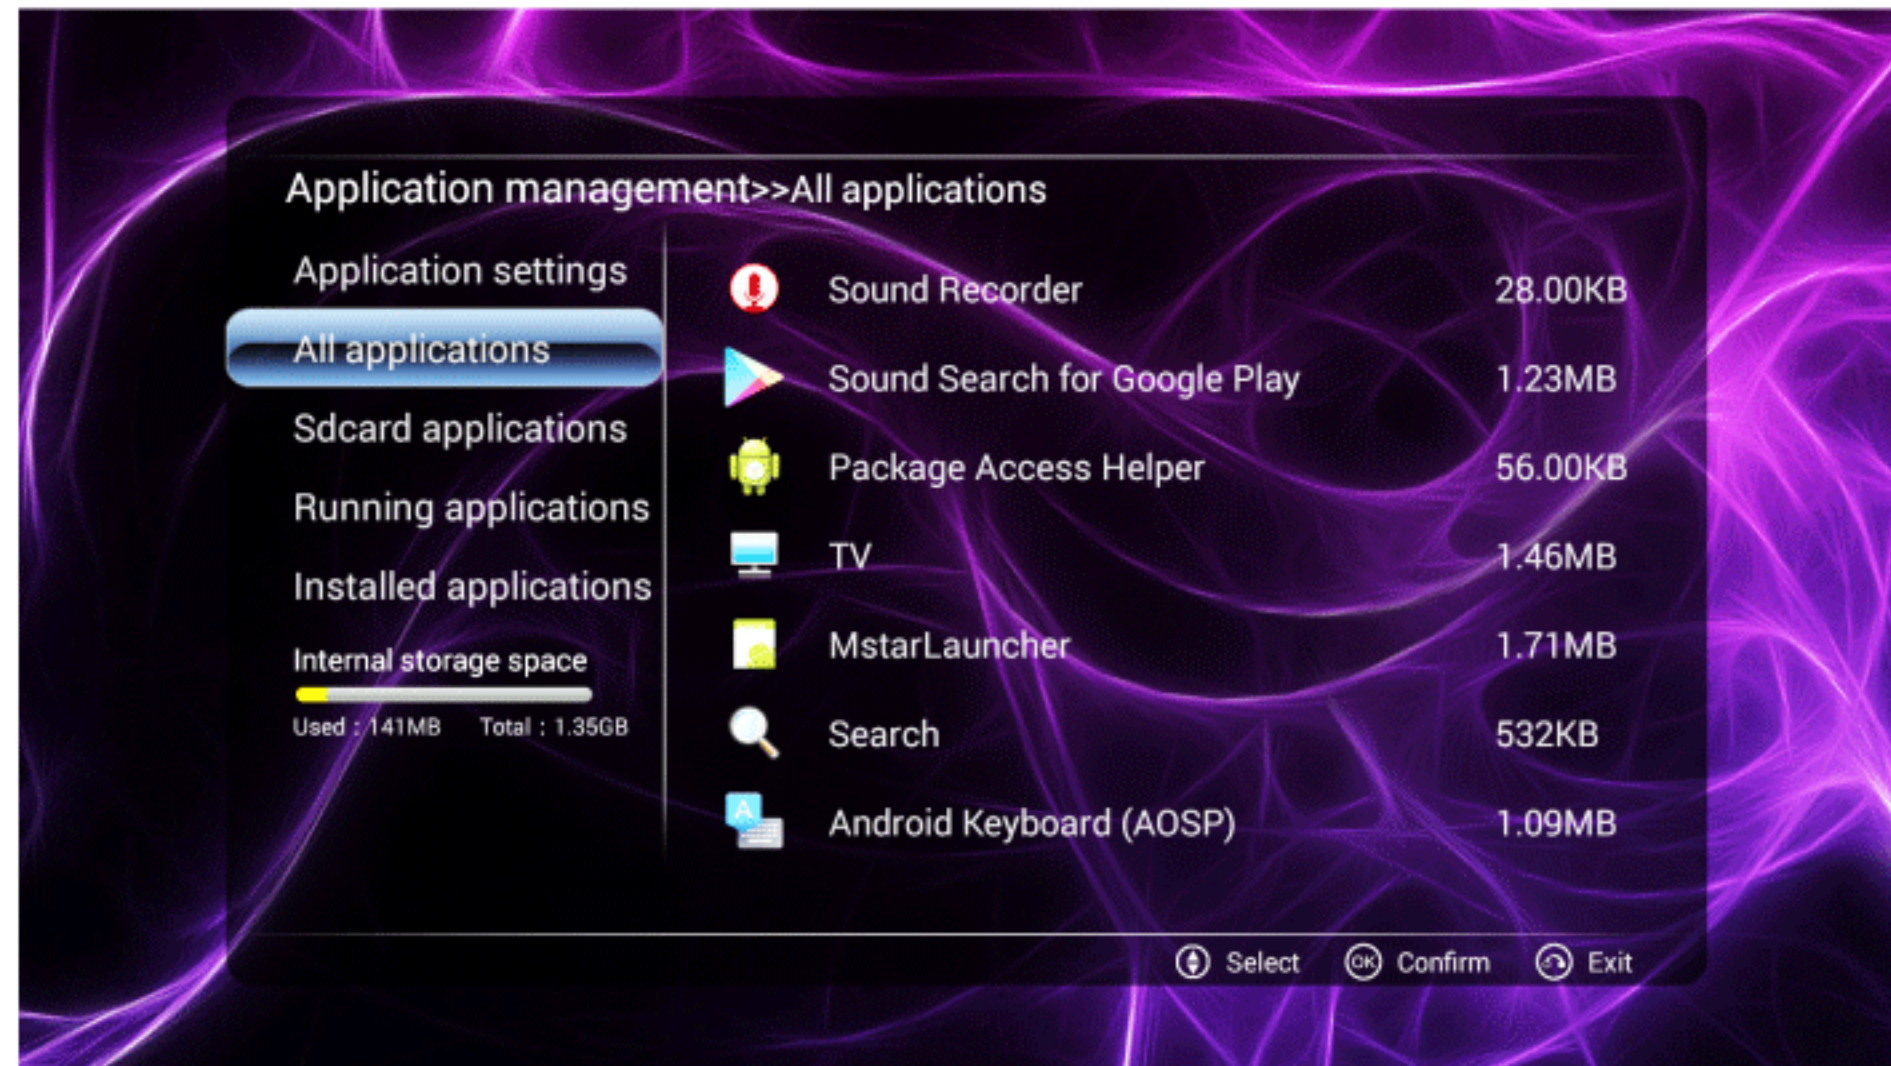 Application management>>All applications
Application settings
All applications
Sdcard applications
Running applications
Installed applications
Internal storage space
Used : 141MB Total : 1.35GB
Sound Recorder 28.00KB
Sound Search for Google Play 1.23MB
Package Access Helper 56.00KB
TV 1.46MB
MstarLauncher 1.71MB
Search 532KB
A
Android Keyboard (AOSP) 1.09MB
Select OK Confirm Exit